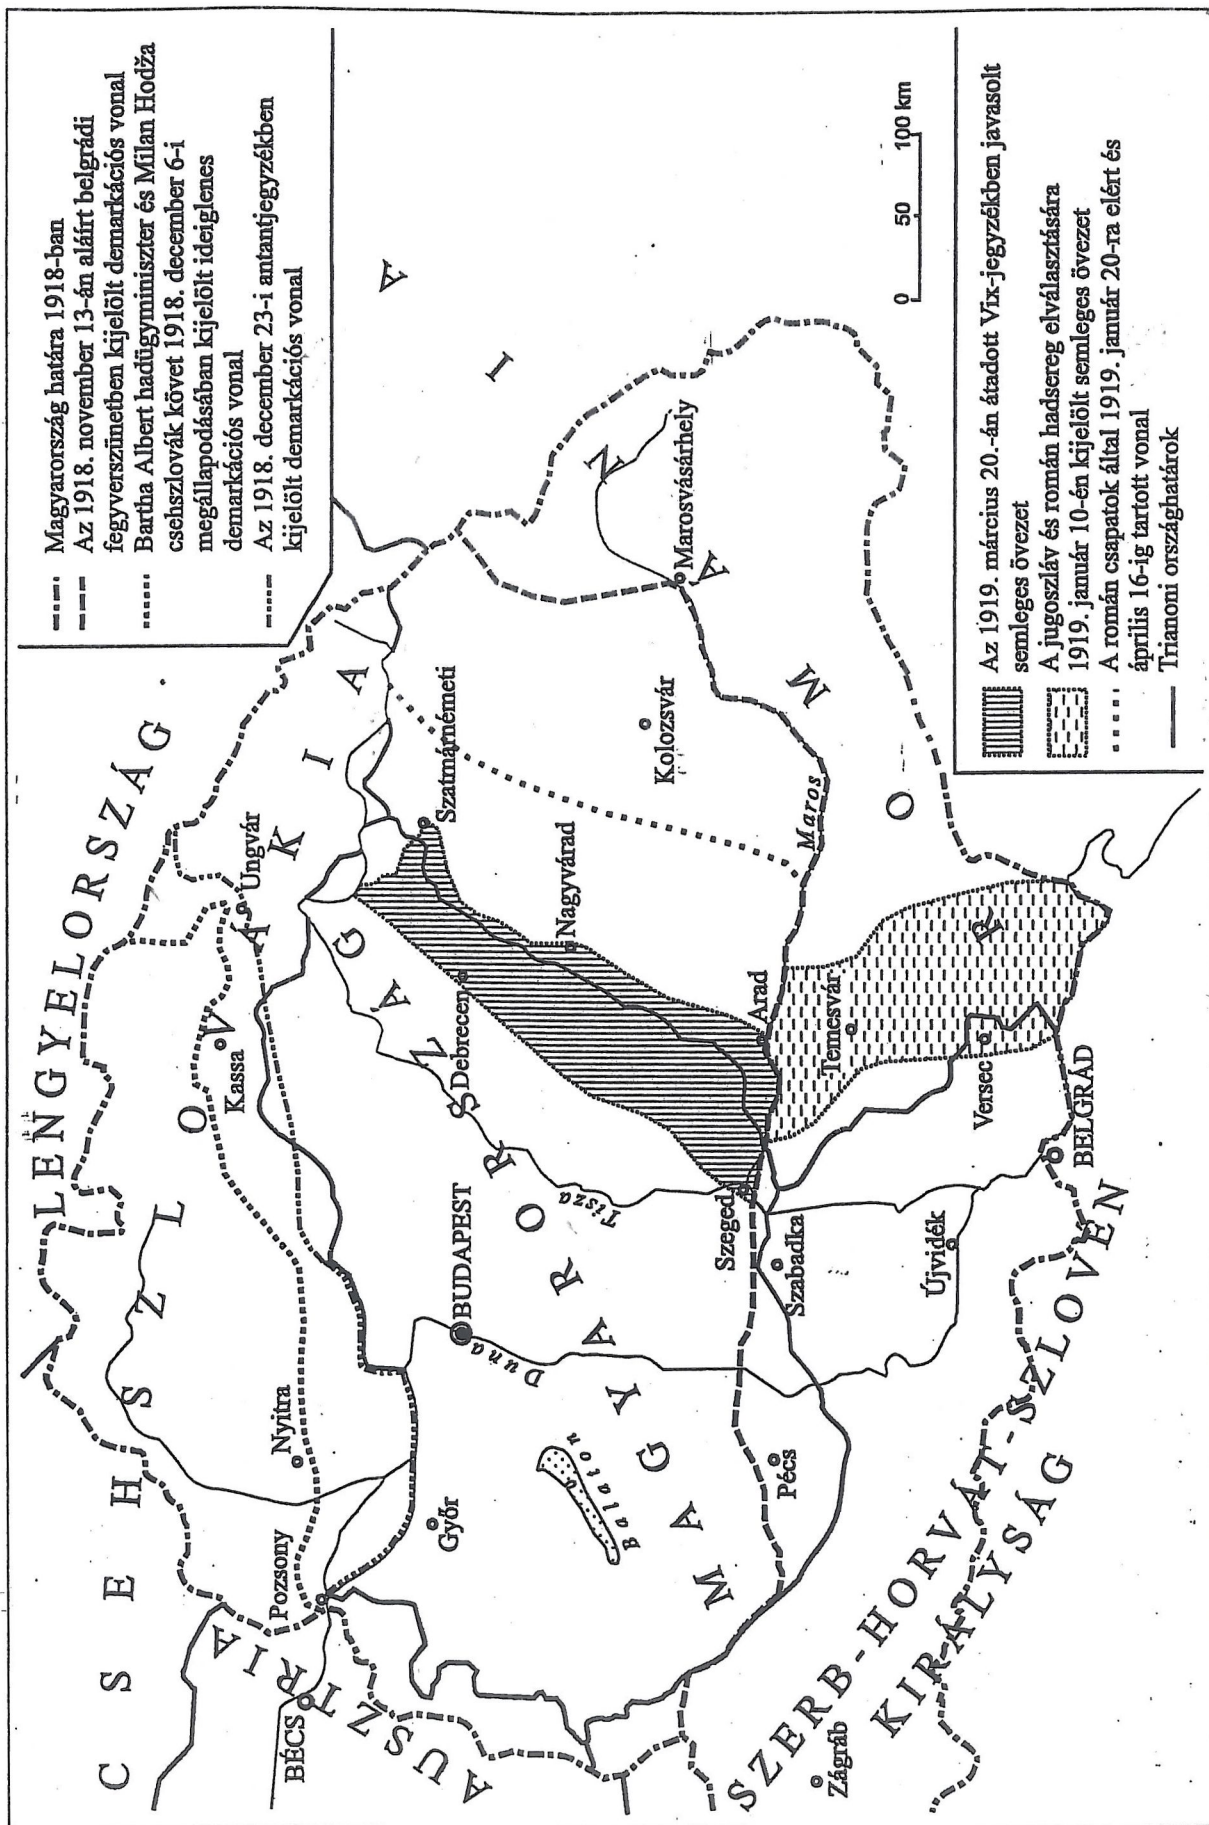 Magyarország határa 1918-ban
Az 1918. november 13-án aláírt belgrádi
fegyverszünetben kijelölt demarkációs vonal
Bartha Albert hadügyminiszter és Milan Hodža
csehszlovák követ 1918. december 6-i
megállapodásában kijelölt ideiglenes
demarkációs vonal
Az 1918. december 23-i antantjegyzékben
kijelölt demarkációs vonal
CSEHSZLOVÁKIA
LENGYELORSZÁG
AUSZTRIA
MAGYARORSZÁG
ROMÁNIA
SZERB-HORVÁT-SZLOVÉN
KIRÁLYSÁG
BÉCS
Pozsony
Nyitra
Kassa
Ungvár
Győr
BUDAPEST
Duna
Tisza
Balaton
Debrecen
Szatmárnémeti
Nagyvárad
Kolozsvár
Marosvásárhely
Maros
Pécs
Szeged
Szabadka
Arad
Temesvár
Újvidék
Versec
BELGRÁD
Zágráb
0 50 100 km
Az 1919. március 20.-án átadott Vix-jegyzékben javasolt
semleges övezet
A jugoszláv és román hadsereg elválasztására
1919. január 10-én kijelölt semleges övezet
A román csapatok által 1919. január 20-ra elért és
április 16-ig tartott vonal
Trianoni országhatárok